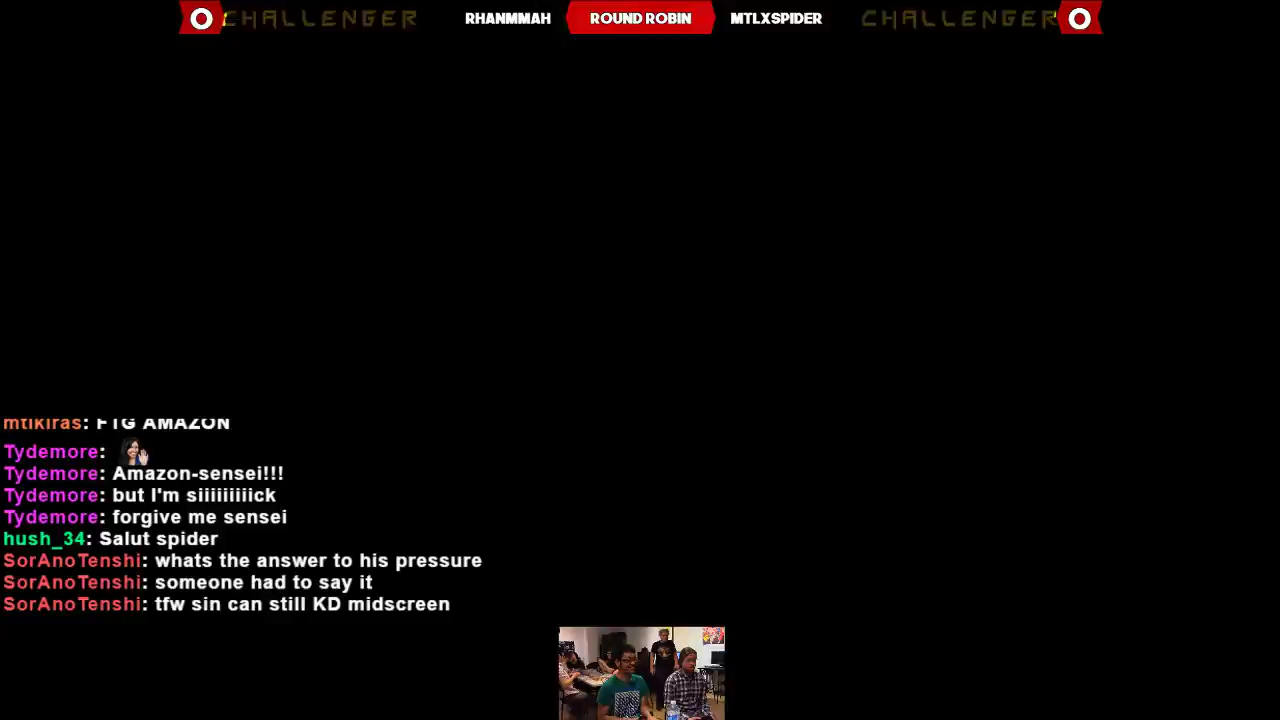 CHALLENGER RHANMMAH ROUND ROBIN MTLXSPIDER CHALLENGER
mtlkiras: FTG AMAZON
Tydemore:
Tydemore: Amazon-sensei!!!
Tydemore: but I'm siiiiiiiiick
Tydemore: forgive me sensei
hush_34: Salut spider
SorAnoTenshi: whats the answer to his pressure
SorAnoTenshi: someone had to say it
SorAnoTenshi: tfw sin can still KD midscreen